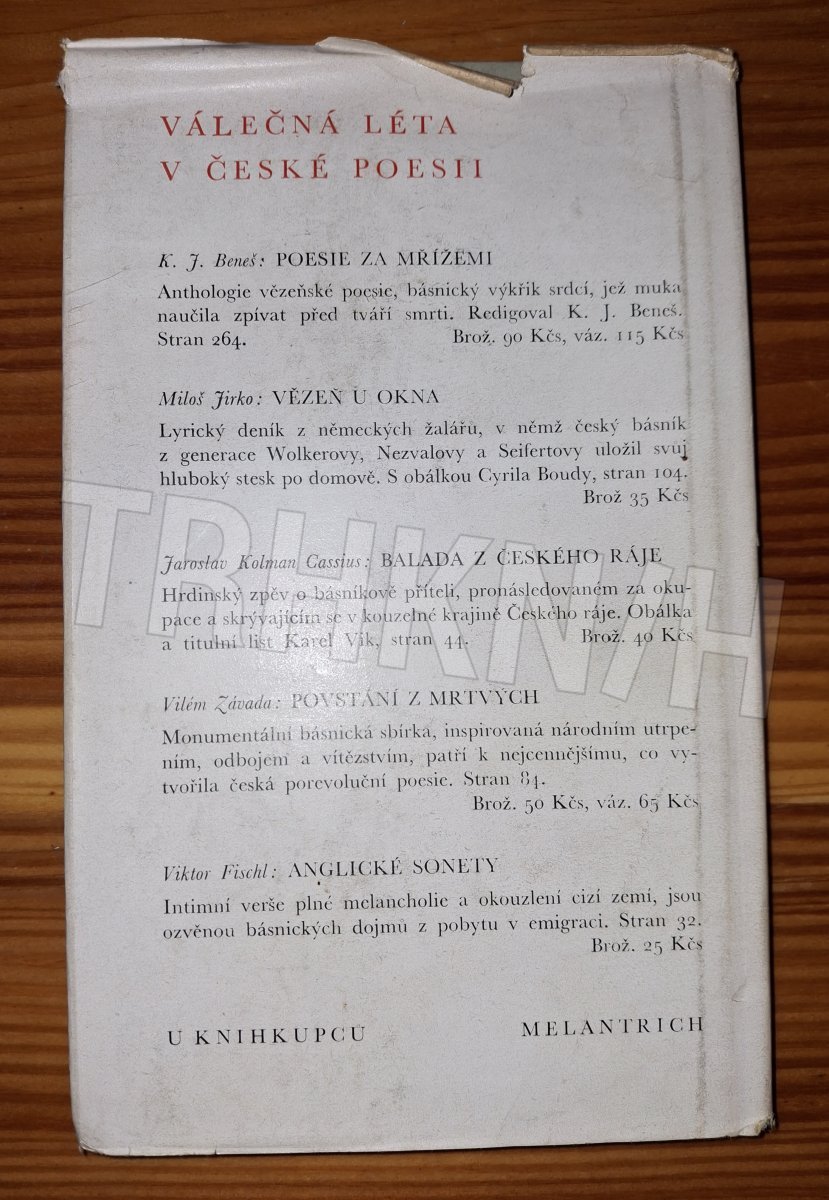 VÁLEČNÁ LÉTA
V ČESKÉ POESII
K. J. Beneš: POESIE ZA MŘÍŽEMI
Anthologie vězeňské poesie, básnický výkřik srdcí, jež muka
naučila zpívat před tváří smrti. Redigoval K. J. Beneš.
Stran 264. Brož. 90 Kčs, váz. 115 Kčs
Miloš Jirko: VĚZEŇ U OKNA
Lyrický deník z německých žalářů, v němž český básník
z generace Wolkerovy, Nezvalovy a Seifertovy uložil svůj
hluboký stesk po domově. S obálkou Cyrila Boudy, stran 104.
Brož 35 Kčs
Jaroslav Kolman Cassius: BALADA Z ČESKÉHO RÁJE
Hrdinský zpěv o básníkově příteli, pronásledovaném za oku-
pace a skrývajícím se v kouzelné krajině Českého ráje. Obálka
a titulní list Karel Vik, stran 44. Brož. 40 Kčs
Vilém Závada: POVSTÁNÍ Z MRTVÝCH
Monumentální básnická sbírka, inspirovaná národním utrpe-
ním, odbojem a vítězstvím, patří k nejcennějšímu, co vy-
tvořila česká porevoluční poesie. Stran 84.
Brož. 50 Kčs, váz. 65 Kčs
Viktor Fischl: ANGLICKÉ SONETY
Intimní verše plné melancholie a okouzlení cizí zemí, jsou
ozvěnou básnických dojmů z pobytu v emigraci. Stran 32.
Brož. 25 Kčs
U KNIHKUPCŮ MELANTRICH
TRHKNIH